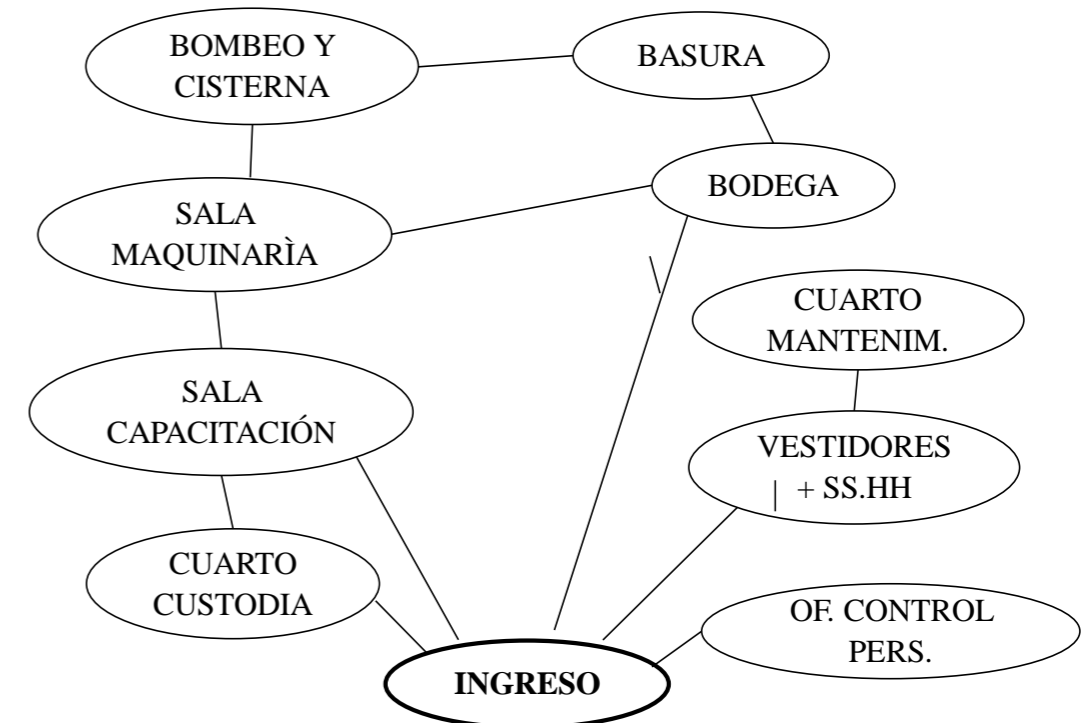 BOMBEO Y
CISTERNA
BASURA
BODEGA
SALA
MAQUINARÌA
CUARTO
MANTENIM.
SALA
CAPACITACIÓN
VESTIDORES
+ SS.HH
CUARTO
CUSTODIA
OF. CONTROL
PERS.
INGRESO